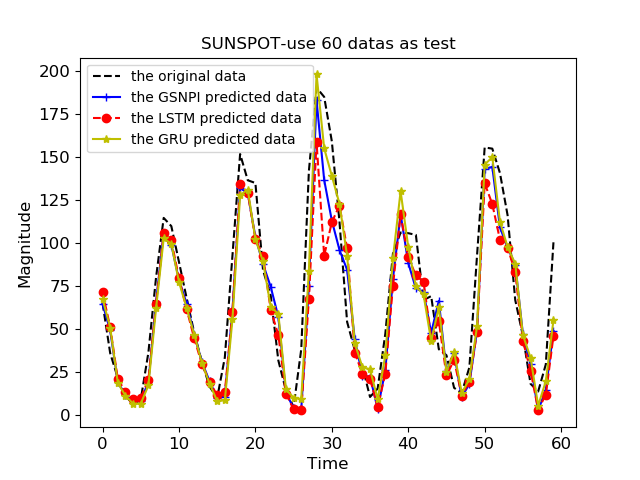 SUNSPOT-use 60 datas as test
the original data
the GSNPI predicted data
the LSTM predicted data
the GRU predicted data
Magnitude
200
175
150
125
100
75
50
25
0
0 10 20 30 40 50 60
Time